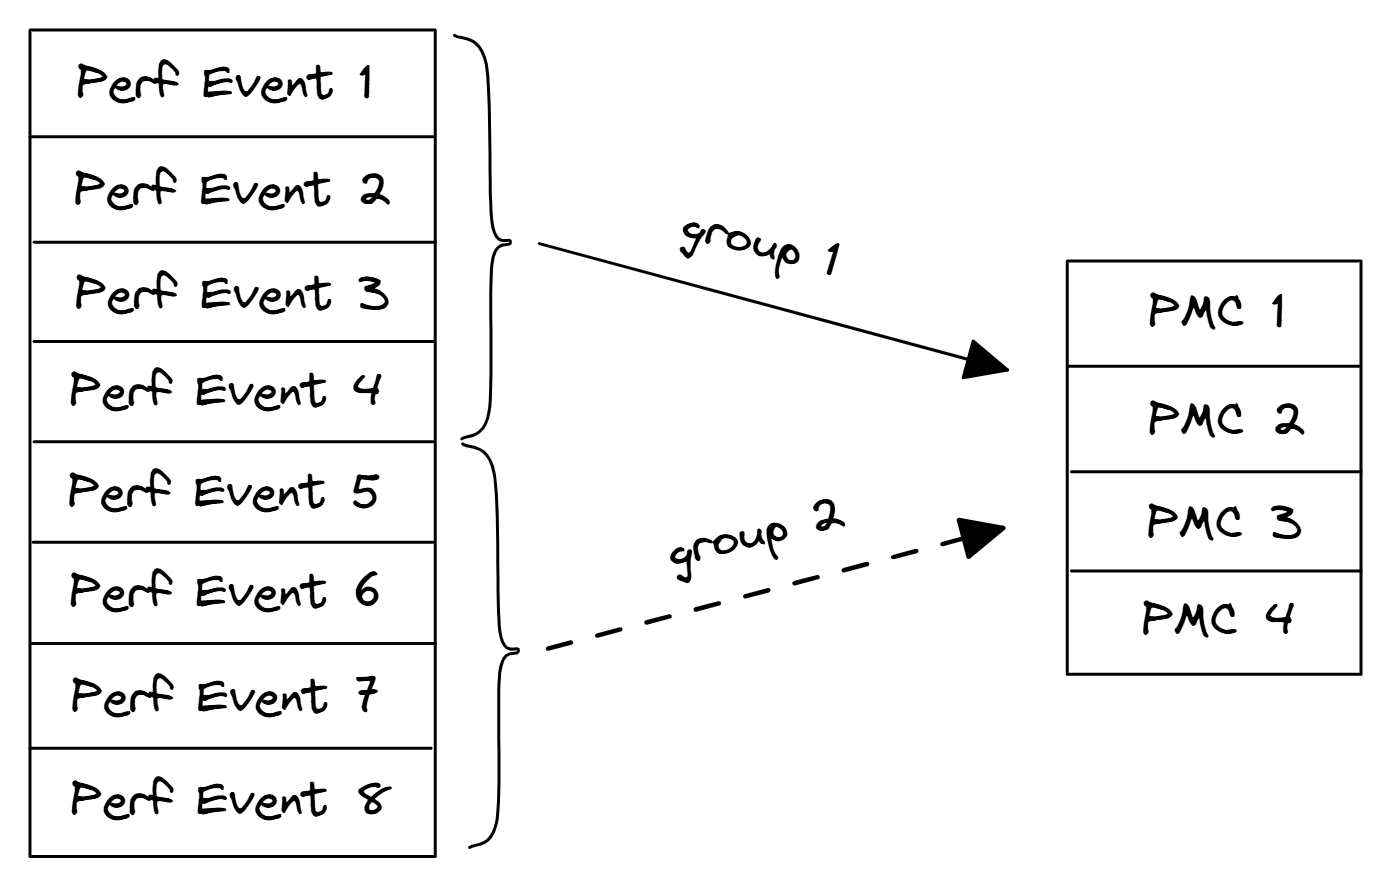 Perf Event 1
Perf Event 2
Perf Event 3
Perf Event 4
Perf Event 5
Perf Event 6
Perf Event 7
Perf Event 8
group 1
group 2
PMC 1
PMC 2
PMC 3
PMC 4